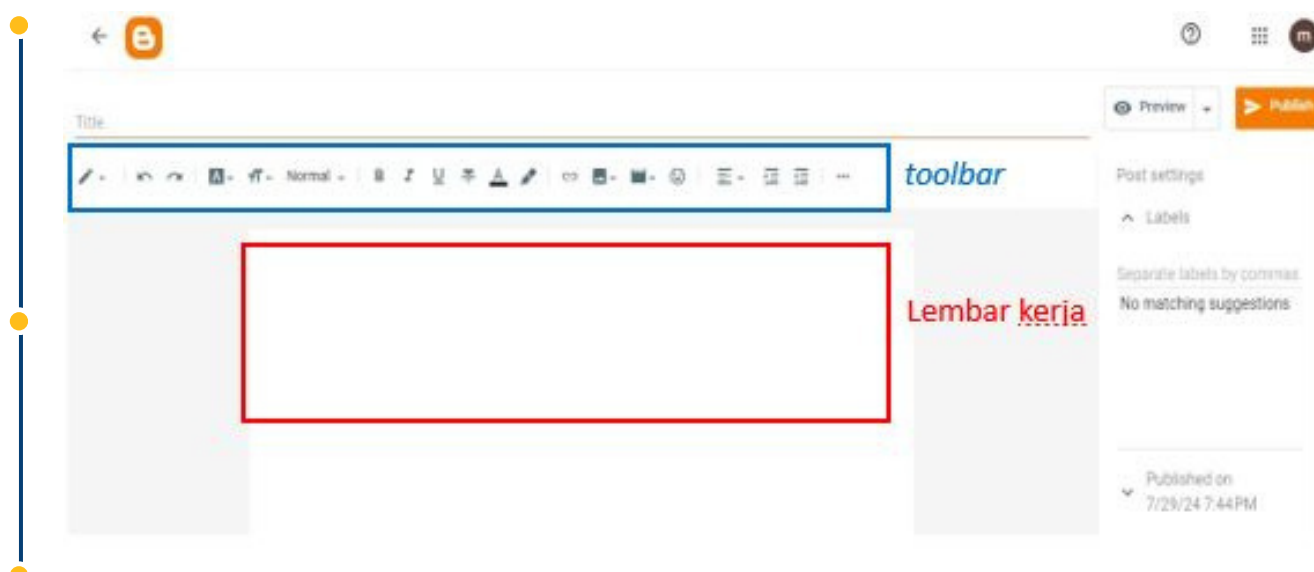 m
Title
Preview
Publish
Normal
B I U A
toolbar
Post settings
Labels
Separate labels by commas
No matching suggestions
Lembar kerja
Published on
7/29/24 7:44 PM